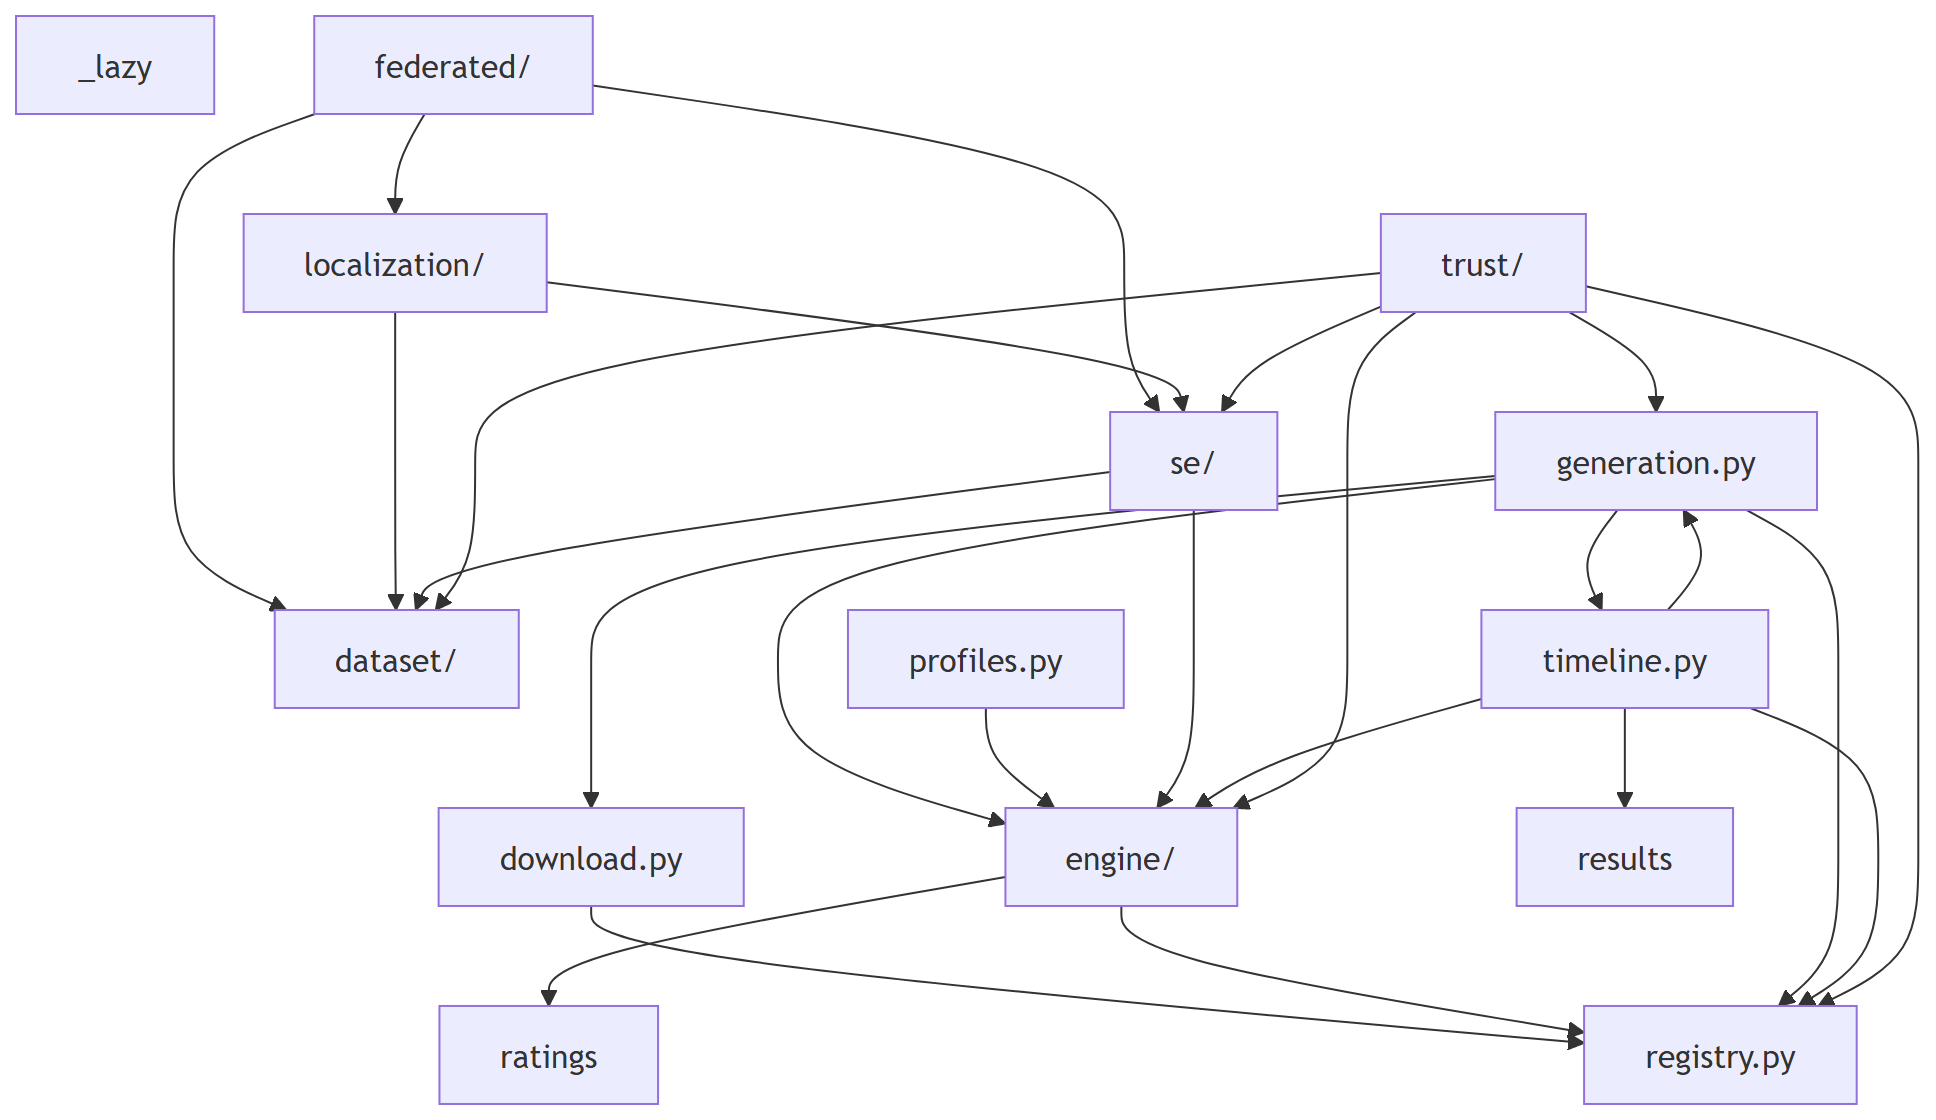 _lazy
federated/
localization/
trust/
se/
generation.py
dataset/
profiles.py
timeline.py
download.py
engine/
results
ratings
registry.py